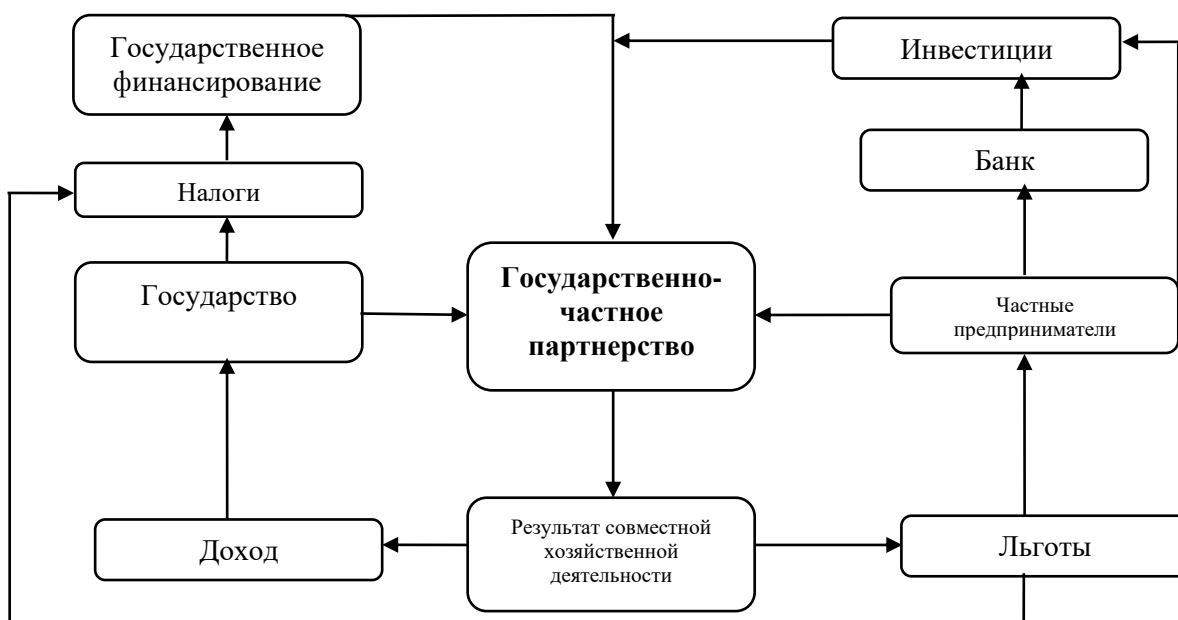 Государственное
финансирование
Инвестиции
Банк
Налоги
Государство
Государственно-
частное
партнерство
Частные
предприниматели
Доход
Результат совместной
хозяйственной
деятельности
Льготы